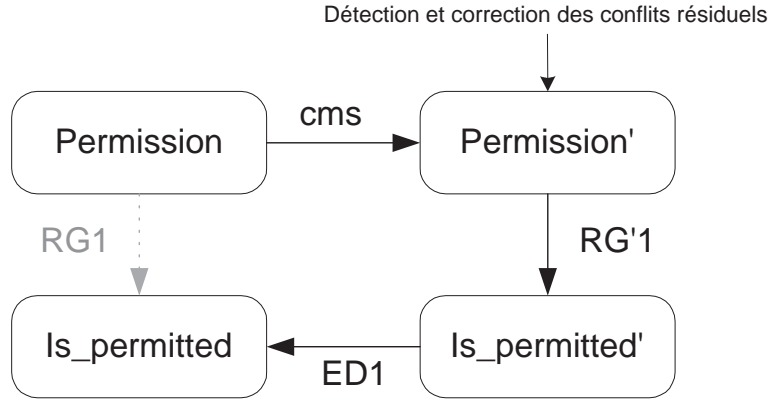 Détection et correction des conflits résiduels
cms
Permission
Permission'
RG1
RG'1
Is_permitted
Is_permitted'
ED1